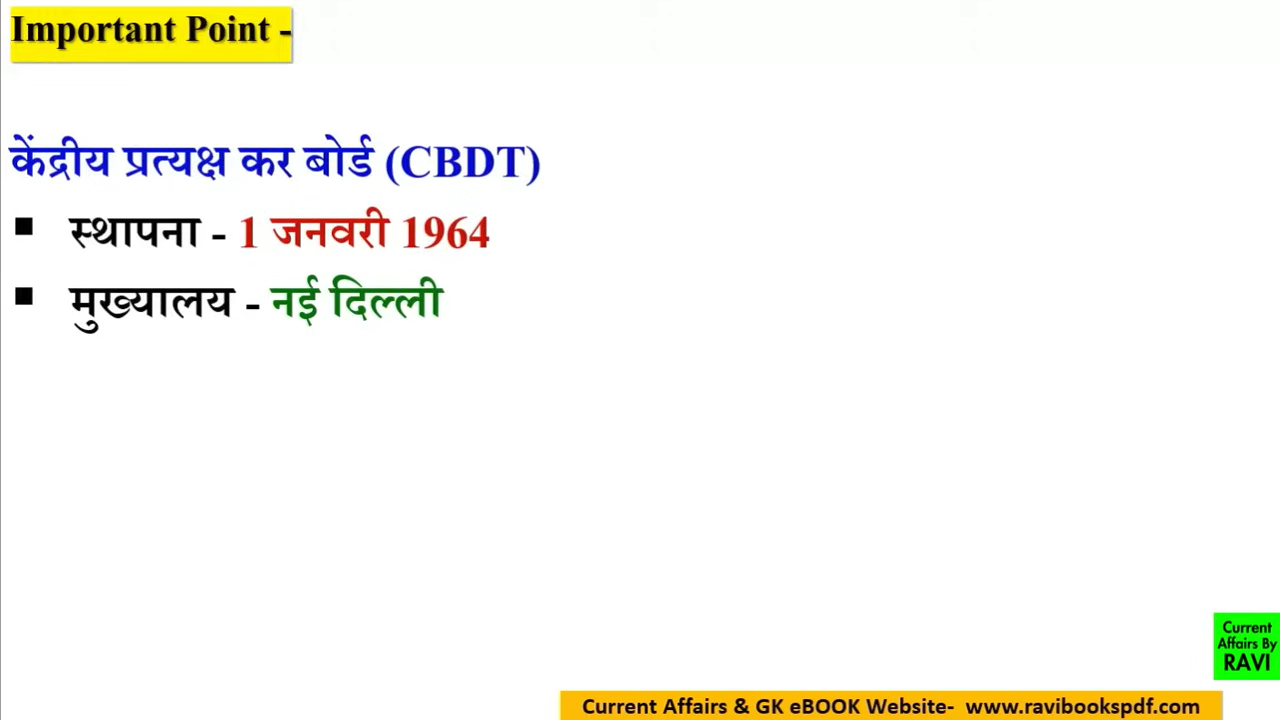 Important Point -
केंद्रीय प्रत्यक्ष कर बोर्ड (CBDT)
▪ स्थापना - 1 जनवरी 1964
▪ मुख्यालय - नई दिल्ली
Current
Affairs By
RAVI
Current Affairs & GK eBOOK Website- www.ravibookspdf.com